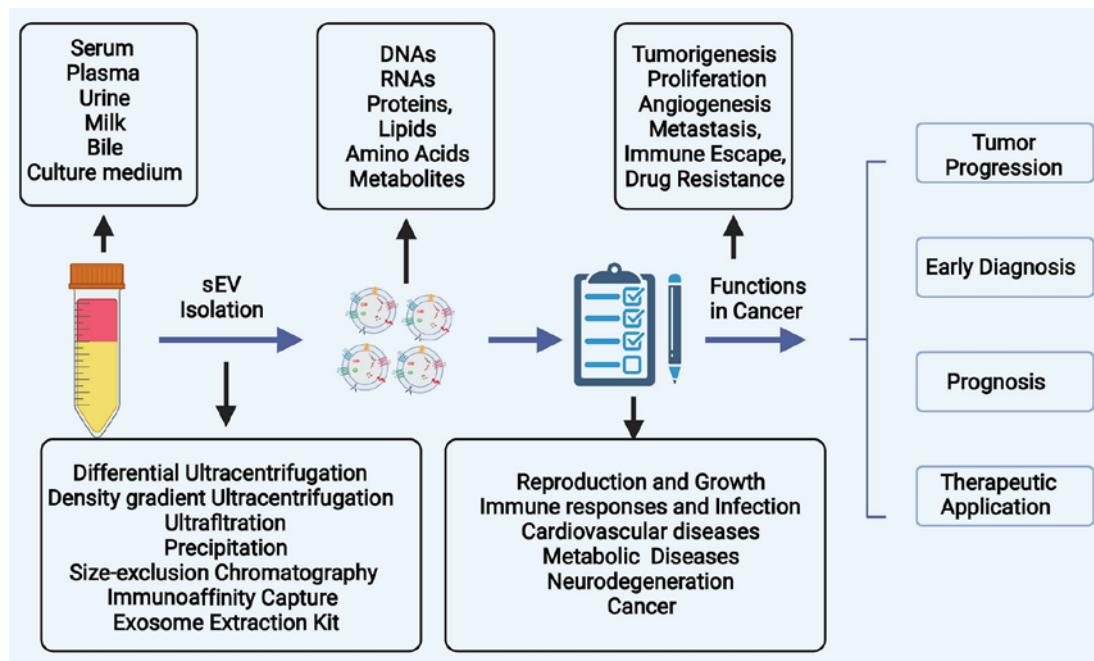 Serum
Plasma
Urine
Milk
Bile
Culture medium
DNAs
RNAs
Proteins,
Lipids
Amino Acids
Metabolites
Tumorigenesis
Proliferation
Angiogenesis
Metastasis,
Immune Escape,
Drug Resistance
sEV
Isolation
Functions
in Cancer
Tumor
Progression
Early Diagnosis
Prognosis
Therapeutic
Application
Differential Ultracentrifugation
Density gradient Ultracentrifugation
Ultrafltration
Precipitation
Size-exclusion Chromatography
Immunoaffinity Capture
Exosome Extraction Kit
Reproduction and Growth
Immune responses and Infection
Cardiovascular diseases
Metabolic Diseases
Neurodegeneration
Cancer